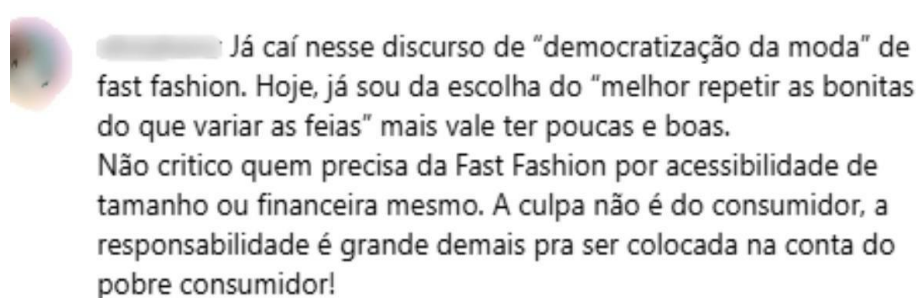 Já caí nesse discurso de “democratização da moda” de
fast fashion. Hoje, já sou da escolha do “melhor repetir as bonitas
do que variar as feias” mais vale ter poucas e boas.
Não critico quem precisa da Fast Fashion por acessibilidade de
tamanho ou financeira mesmo. A culpa não é do consumidor, a
responsabilidade é grande demais pra ser colocada na conta do
pobre consumidor!